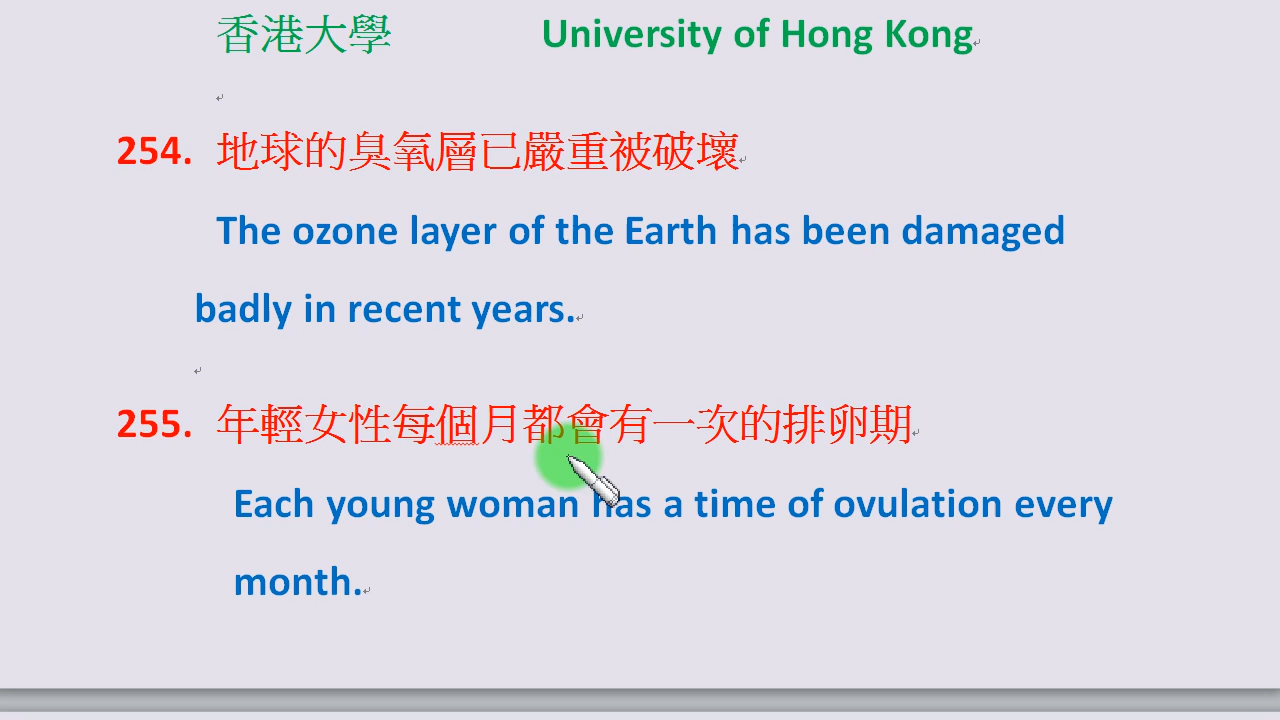 香港大學 University of Hong Kong
254. 地球的臭氧層已嚴重被破壞
The ozone layer of the Earth has been damaged
badly in recent years.
255. 年輕女性每個月都會有一次的排卵期
Each young woman has a time of ovulation every
month.